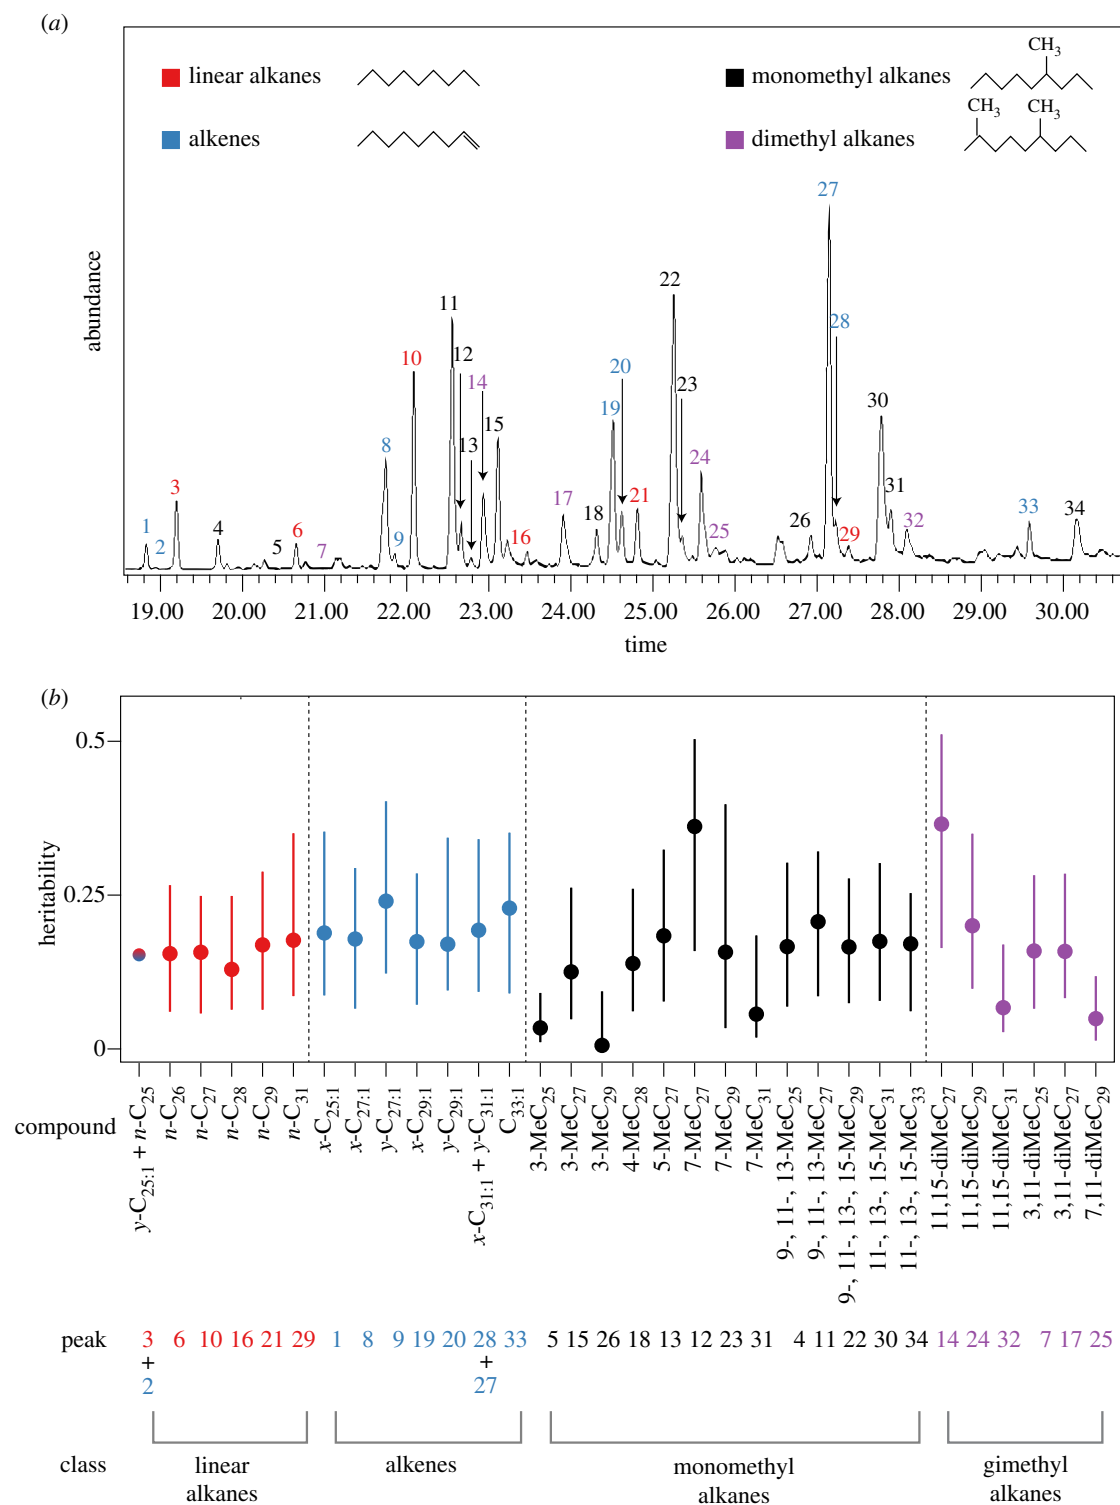 (a)
linear alkanes
alkenes
CH3
monomethyl alkanes
CH3 CH3
dimethyl alkanes
abundance
1 2 3 4 5 6 7 8 9 10 11 12 13 14 15 16 17 18 19 20 21 22 23 24 25 26 27 28 29 30 31 32 33 34
19.00 20.00 21.00 22.00 23.00 24.00 25.00 26.00 27.00 28.00 29.00 30.00
time
(b)
heritability
0.5
0.25
0
compound
y-C25:1 + n-C25
n-C26
n-C27
n-C28
n-C29
n-C31
x-C25:1
x-C27:1
y-C27:1
x-C29:1
y-C29:1
x-C31:1 + y-C31:1
C33:1
3-MeC25
3-MeC27
3-MeC29
4-MeC28
5-MeC27
7-MeC27
7-MeC29
7-MeC31
9-, 11-, 13-MeC25
9-, 11-, 13-MeC27
9-, 11-, 13-, 15-MeC29
11-, 13-, 15-MeC31
11-, 13-, 15-MeC33
11,15-diMeC27
11,15-diMeC29
11,15-diMeC31
3,11-diMeC25
3,11-diMeC27
7,11-diMeC29
peak 3 6 10 16 21 29 1 8 9 19 20 28 33 5 15 26 18 13 12 23 31 4 11 22 30 34 14 24 32 7 17 25
+ +
2 27
class linear alkenes monomethyl gimethyl
alkanes alkanes alkanes